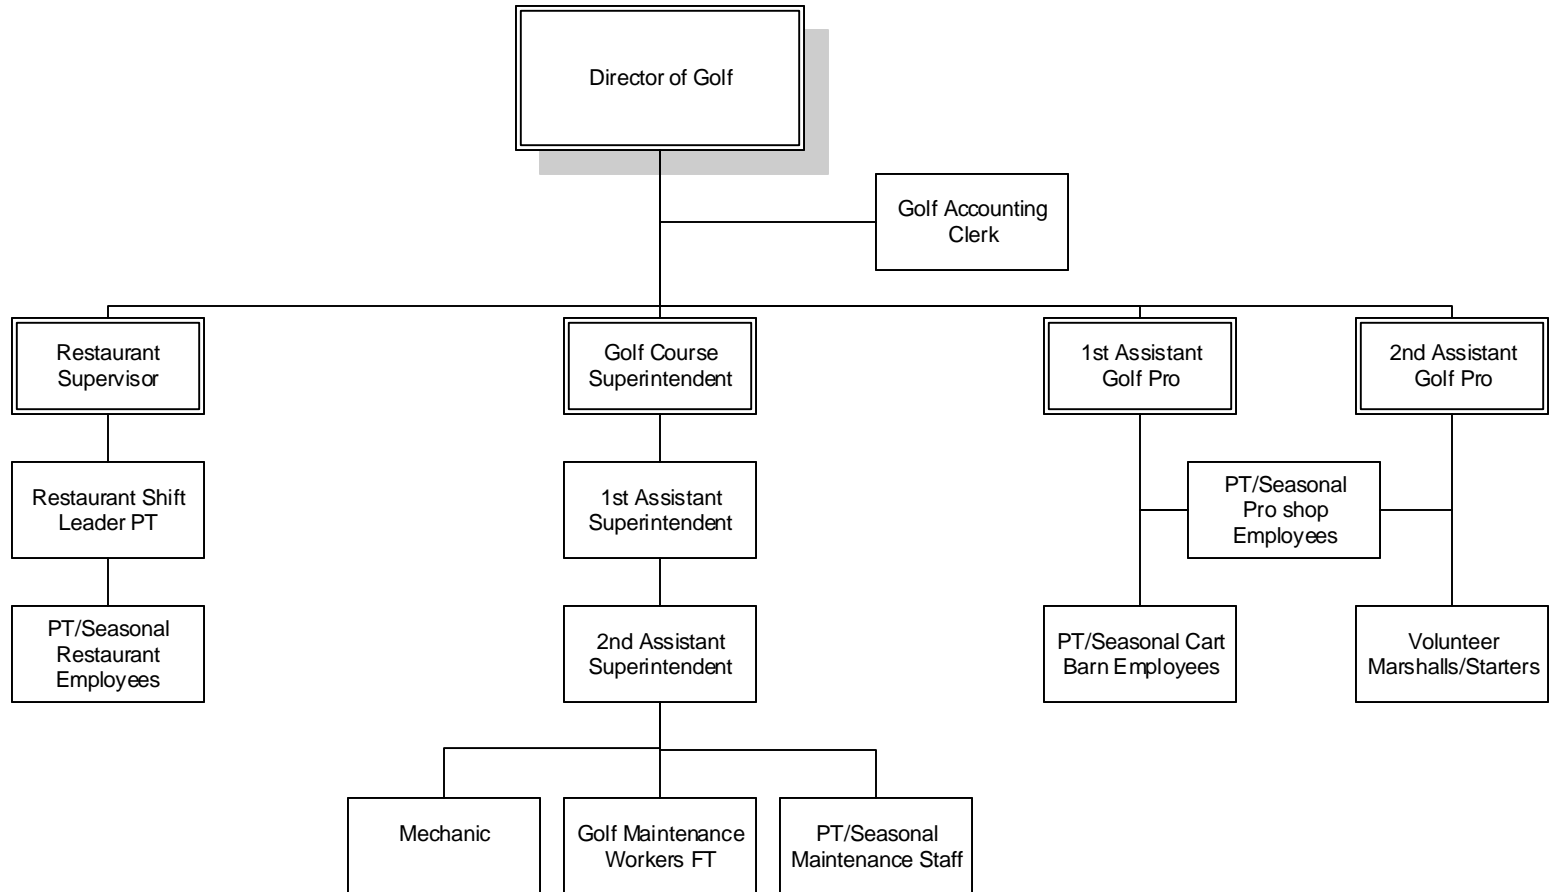 Director of Golf
Golf Accounting
Clerk
Restaurant
Supervisor
Golf Course
Superintendent
1st Assistant
Golf Pro
2nd Assistant
Golf Pro
Restaurant Shift
Leader PT
1st Assistant
Superintendent
PT/Seasonal
Pro shop
Employees
PT/Seasonal
Restaurant
Employees
2nd Assistant
Superintendent
PT/Seasonal Cart
Barn Employees
Volunteer
Marshalls/Starters
Mechanic
Golf Maintenance
Workers FT
PT/Seasonal
Maintenance Staff